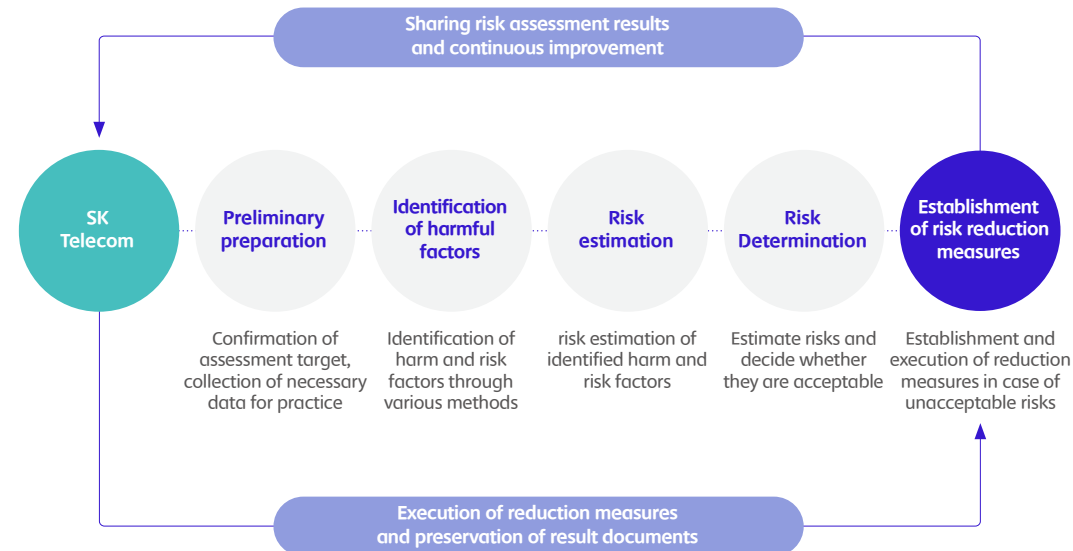 Sharing risk assessment results
and continuous improvement
SK
Telecom
Preliminary
preparation
Identification
of harmful
factors
Risk
estimation
Risk
Determination
Establishment
of risk reduction
measures
Confirmation of
assessment target,
collection of necessary
data for practice
Identification of
harm and risk
factors through
various methods
risk estimation of
identified harm and
risk factors
Estimate risks and
decide whether
they are acceptable
Establishment and
execution of reduction
measures in case of
unacceptable risks
Execution of reduction measures
and preservation of result documents